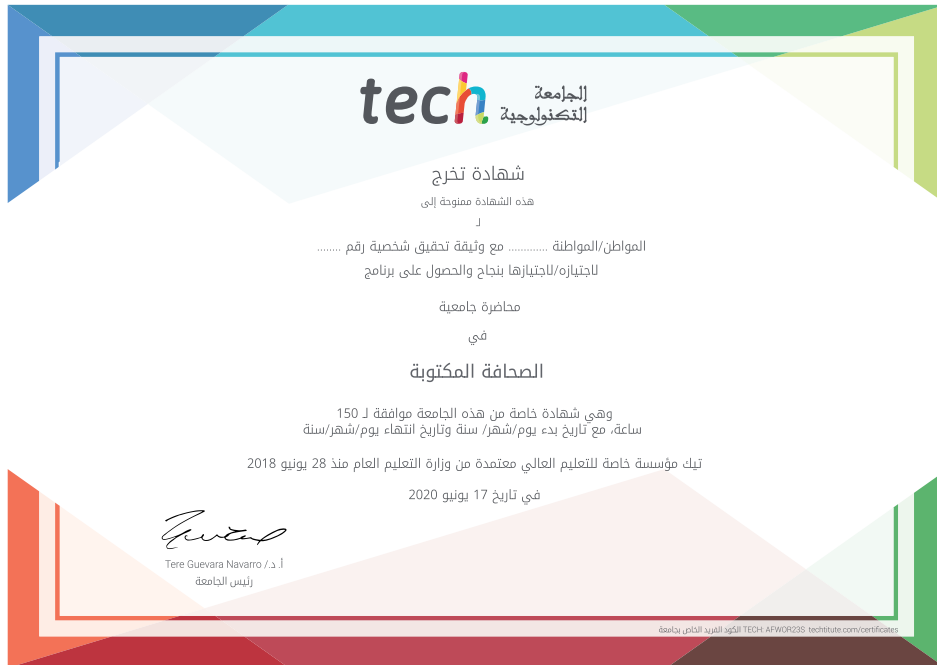 tech الجامعة
التكنولوجية
شهادة تخرج
هذه الشهادة ممنوحة إلى
لـ
المواطن/المواطنة ............ مع وثيقة تحقيق شخصية رقم ........
لاجتيازه/لاجتيازها بنجاح والحصول على برنامج
محاضرة جامعية
في
الصحافة المكتوبة
وهي شهادة خاصة من هذه الجامعة موافقة لـ 150
ساعة، مع تاريخ بدء يوم/شهر/ سنة وتاريخ انتهاء يوم/شهر/سنة
تيك مؤسسة خاصة للتعليم العالي معتمدة من وزارة التعليم العام منذ 28 يونيو 2018
في تاريخ 17 يونيو 2020
أ. د./ Tere Guevara Navarro
رئيس الجامعة
الكود الفريد الخاص بجامعة TECH: AFWOR23S techtitute.com/certificates